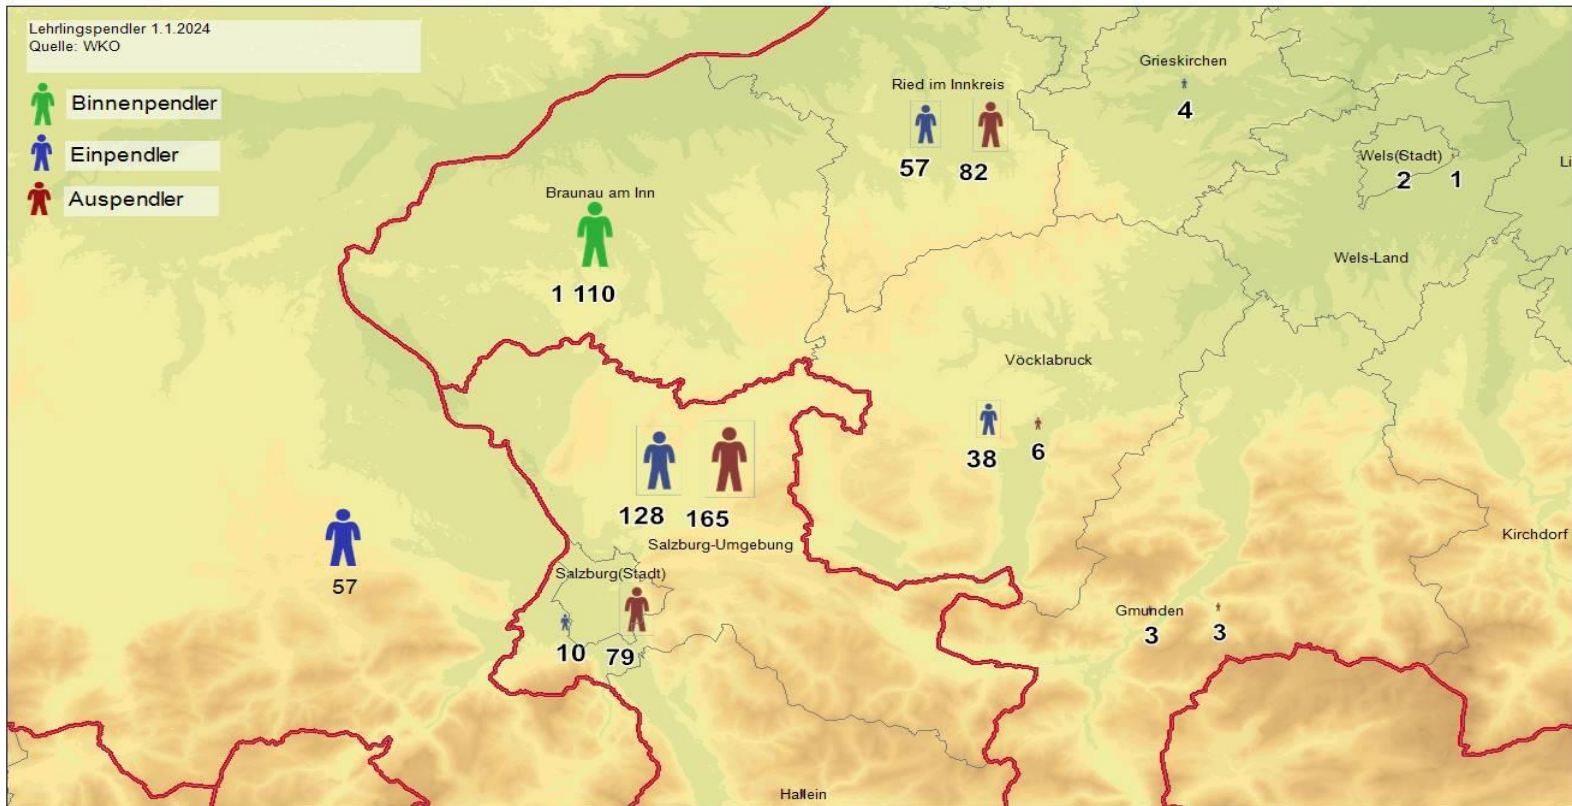 Lehrlingspendler 1.1.2024
Quelle: WKO
Binnenpendler
Einpendler
Auspendler
Grieskirchen
4
Ried im Innkreis
57 82
Wels(Stadt)
2 1
Li
Braunau am Inn
1 110
Wels-Land
Vöcklabruck
38 6
128 165
Salzburg-Umgebung
Kirchdorf
57
Salzburg(Stadt)
10 79
Gmunden
3 3
Hallein